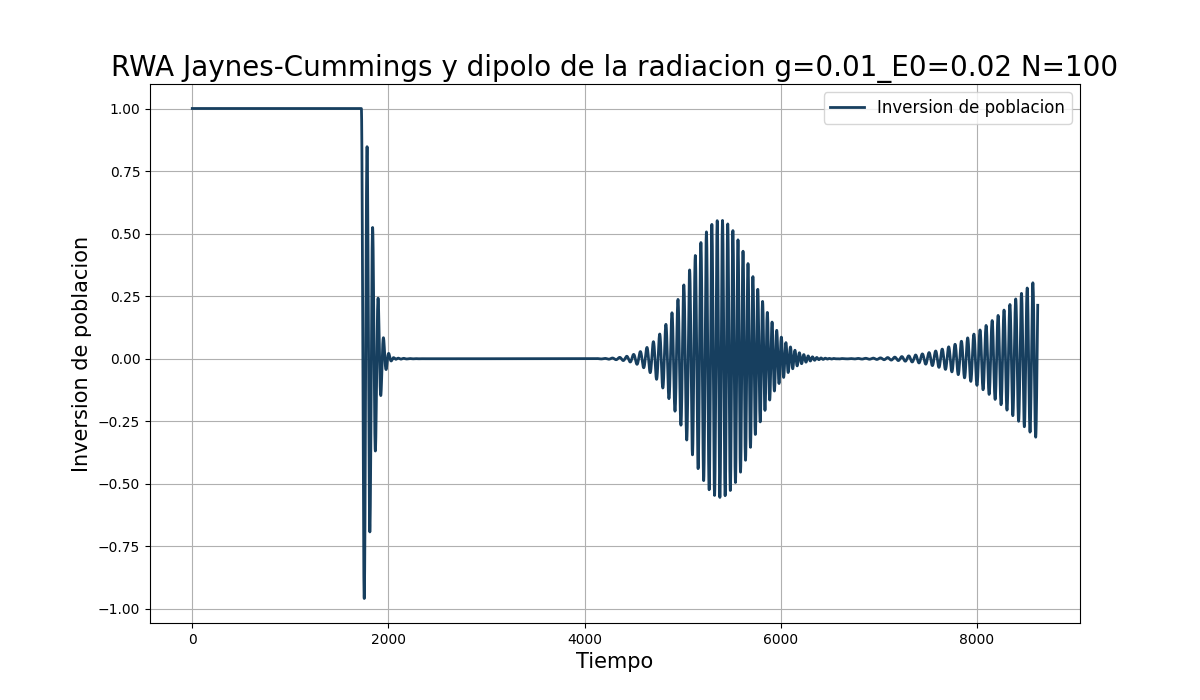 RWA Jaynes-Cummings y dipolo de la radiacion g=0.01_E0=0.02 N=100
Inversion de poblacion
1.00
0.75
0.50
0.25
0.00
−0.25
−0.50
−0.75
−1.00
Inversion de poblacion
0 2000 4000 6000 8000
Tiempo